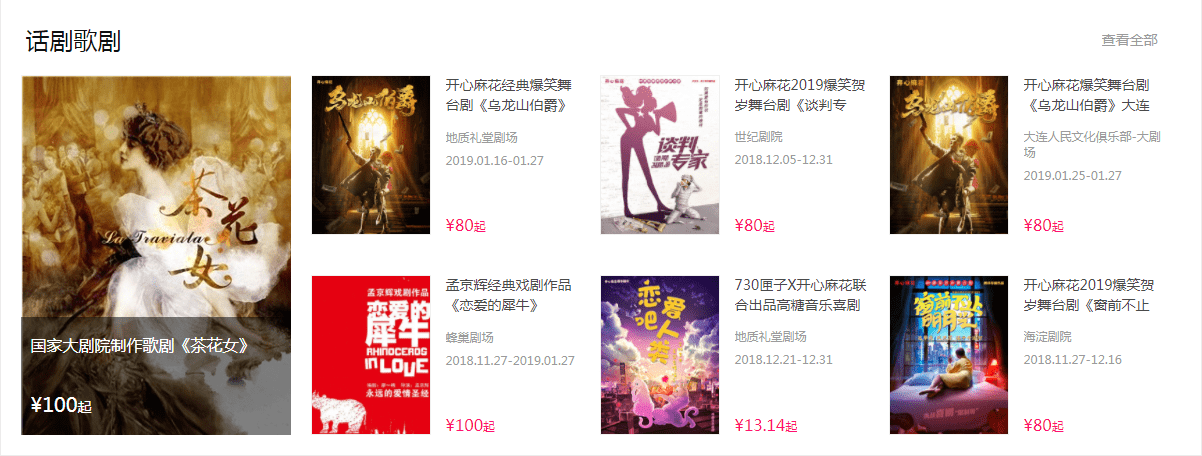 话剧歌剧
查看全部
茶花女
La Traviata
国家大剧院制作歌剧《茶花女》
¥100起
乌龙山伯爵
开心麻花经典爆笑舞
台剧《乌龙山伯爵》
地质礼堂剧场
2019.01.16-01.27
¥80起
谈判
专家
开心麻花2019爆笑贺
岁舞台剧《谈判专
世纪剧院
2018.12.05-12.31
¥80起
乌龙山伯爵
开心麻花爆笑舞台剧
《乌龙山伯爵》大连
大连人民文化俱乐部-大剧
场
2019.01.25-01.27
¥80起
孟京辉戏剧作品
恋爱的
犀牛
RHINOCEROS
IN LOVE
永远的爱情圣经
孟京辉经典戏剧作品
《恋爱的犀牛》
蜂巢剧场
2018.11.27-2019.01.27
¥100起
恋爱
吧人类
730匣子X开心麻花联
合出品高糖音乐喜剧
地质礼堂剧场
2018.12.21-12.31
¥13.14起
窗前不止
明月光
开心麻花2019爆笑贺
岁舞台剧《窗前不止
海淀剧院
2018.11.27-12.16
¥80起